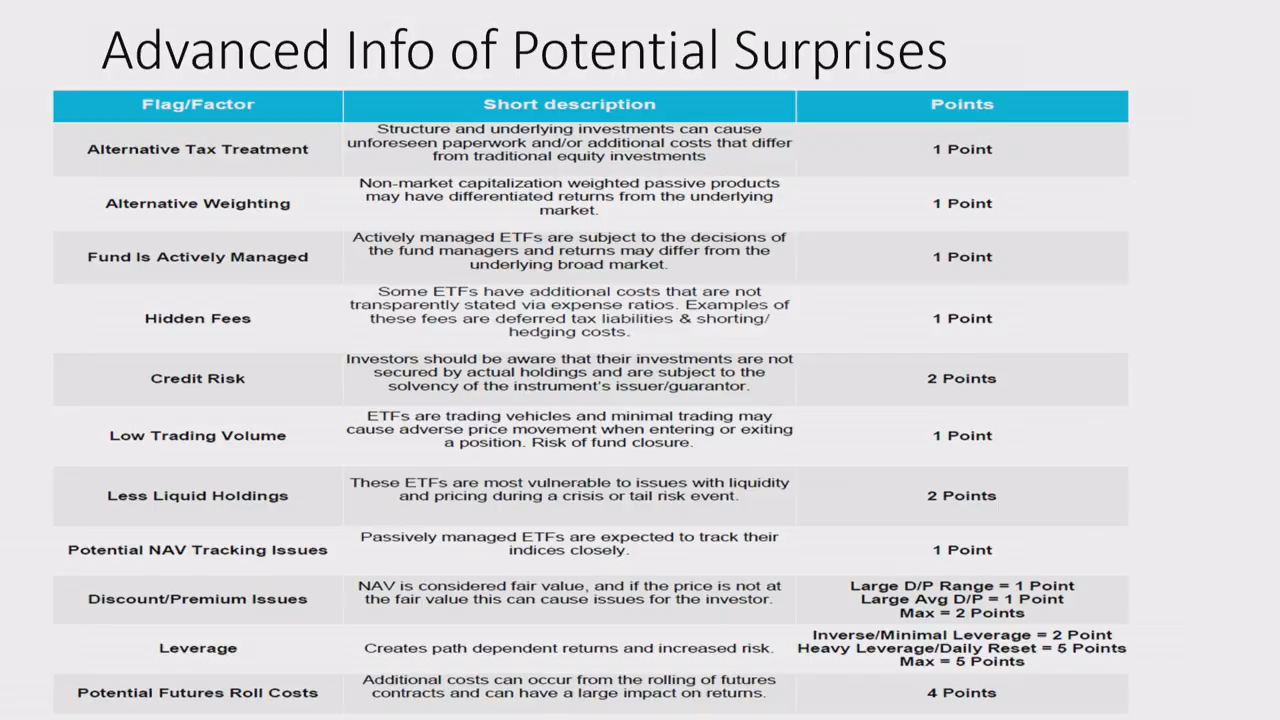 Advanced Info of Potential Surprises
Flag/Factor
Short description
Points
Alternative Tax Treatment
Structure and underlying investments can cause
unforeseen paperwork and/or additional costs that differ
from traditional equity investments
1 Point
Alternative Weighting
Non-market capitalization weighted passive products
may have differentiated returns from the underlying
market.
1 Point
Fund Is Actively Managed
Actively managed ETFs are subject to the decisions of
the fund managers and returns may differ from the
underlying broad market.
1 Point
Hidden Fees
Some ETFs have additional costs that are not
transparently stated via expense ratios. Examples of
these fees are deferred tax liabilities & shorting/
hedging costs.
1 Point
Credit Risk
Investors should be aware that their investments are not
secured by actual holdings and are subject to the
solvency of the instrument's issuer/guarantor.
2 Points
Low Trading Volume
ETFs are trading vehicles and minimal trading may
cause adverse price movement when entering or exiting
a position. Risk of fund closure.
1 Point
Less Liquid Holdings
These ETFs are most vulnerable to issues with liquidity
and pricing during a crisis or tail risk event.
2 Points
Potential NAV Tracking Issues
Passively managed ETFs are expected to track their
indices closely.
1 Point
Discount/Premium Issues
NAV is considered fair value, and if the price is not at
the fair value this can cause issues for the investor.
Large D/P Range = 1 Point
Large Avg D/P = 1 Point
Max = 2 Points
Leverage
Creates path dependent returns and increased risk.
Inverse/Minimal Leverage = 2 Point
Heavy Leverage/Daily Reset = 5 Points
Max = 5 Points
Potential Futures Roll Costs
Additional costs can occur from the rolling of futures
contracts and can have a large impact on returns.
4 Points